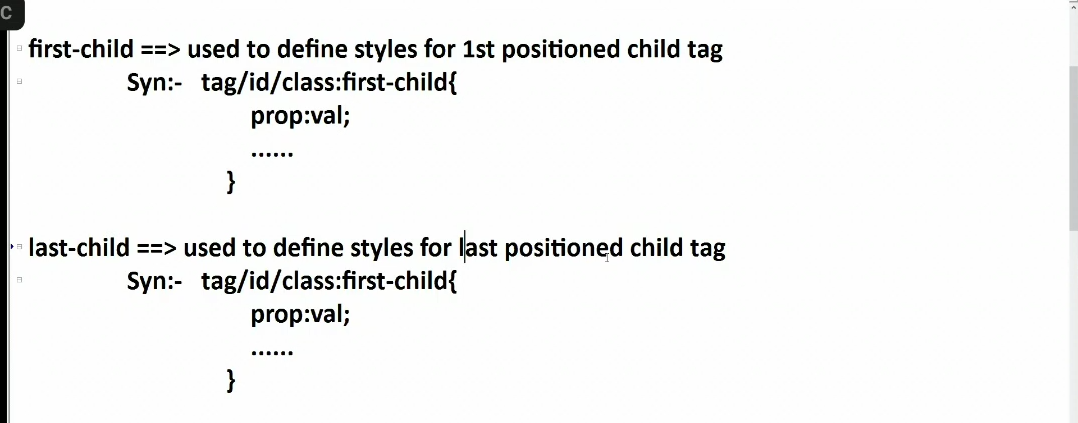 C
first-child ==> used to define styles for 1st positioned child tag
Syn:- tag/id/class:first-child{
prop:val;
......
}
last-child ==> used to define styles for last positioned child tag
Syn:- tag/id/class:first-child{
prop:val;
......
}